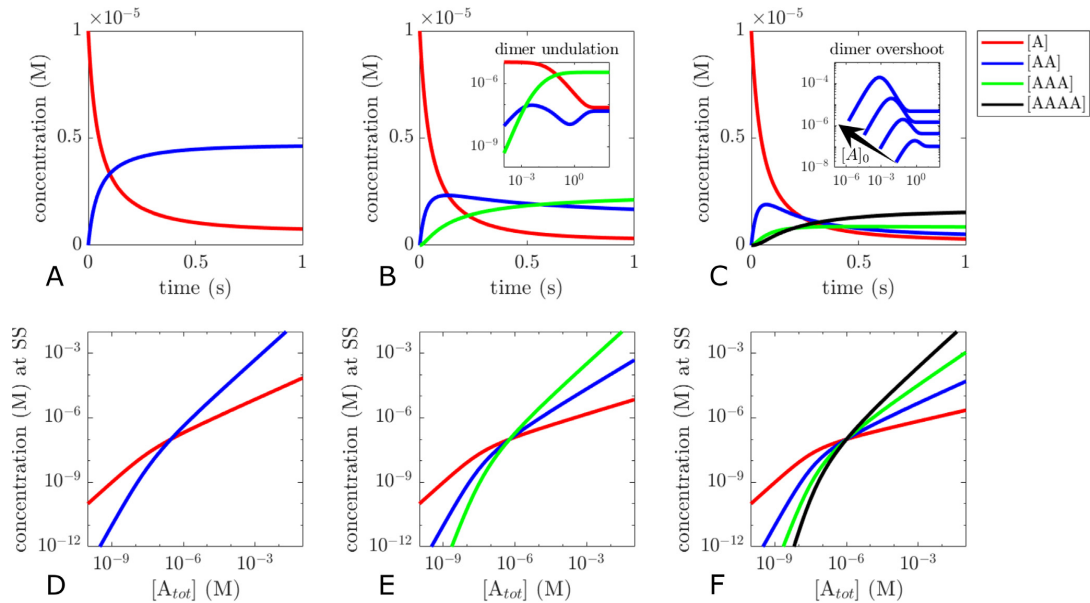 ×10⁻⁵
1
0.5
0
concentration (M)
0
0.5
1
time (s)
A
×10⁻⁵
1
0.5
0
concentration (M)
0
0.5
1
time (s)
B
dimer undulation
10⁻⁶
10⁻⁹
10⁻³
10⁰
×10⁻⁵
1
0.5
0
concentration (M)
0
0.5
1
time (s)
C
dimer overshoot
10⁻⁴
10⁻⁶
10⁻⁸
10⁻⁶
10⁻³
10⁰
[A]₀
[A]
[AA]
[AAA]
[AAAA]
concentration (M) at SS
10⁻³
10⁻⁶
10⁻⁹
10⁻¹²
10⁻⁹
10⁻⁶
10⁻³
[Aₜₒₜ] (M)
D
concentration (M) at SS
10⁻³
10⁻⁶
10⁻⁹
10⁻¹²
10⁻⁹
10⁻⁶
10⁻³
[Aₜₒₜ] (M)
E
concentration (M) at SS
10⁻³
10⁻⁶
10⁻⁹
10⁻¹²
10⁻⁹
10⁻⁶
10⁻³
[Aₜₒₜ] (M)
F